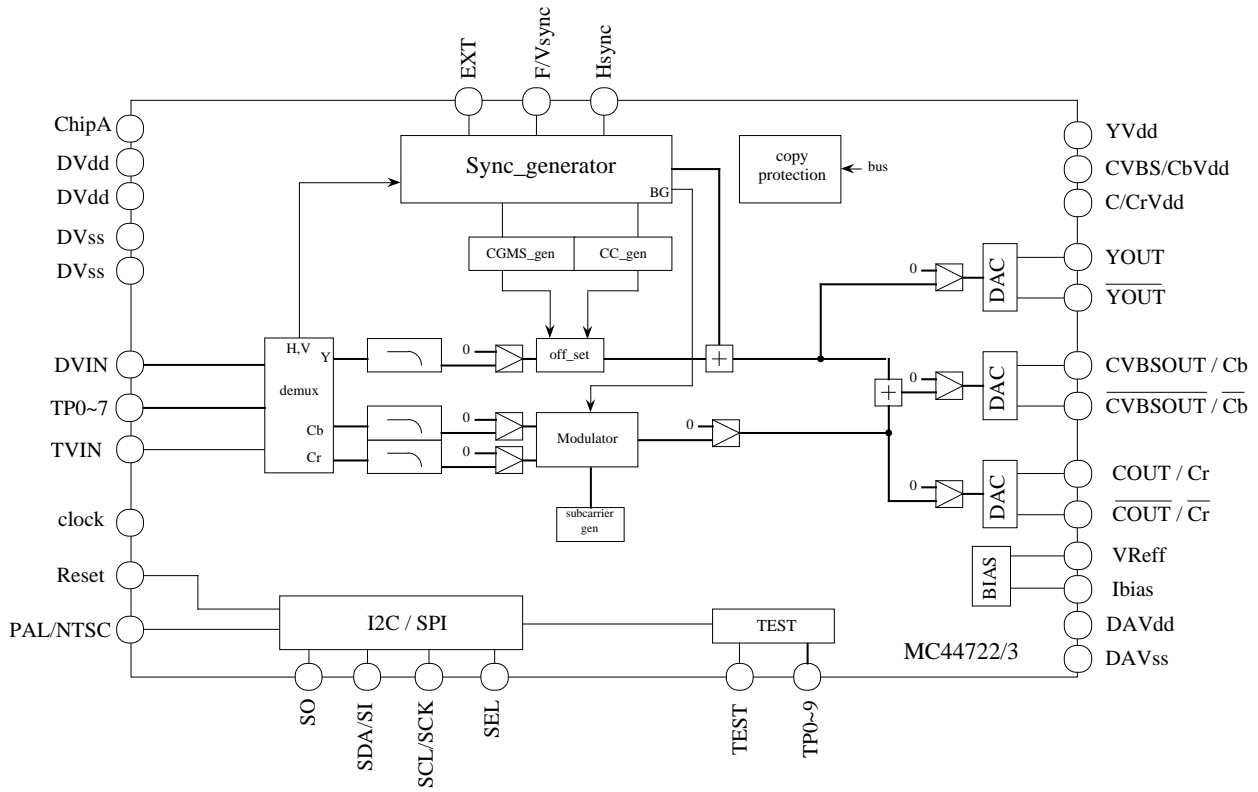 EXT
F/Vsync
Hsync
ChipA
DVdd
DVdd
DVss
DVss
DVIN
TP0~7
TVIN
clock
Reset
PAL/NTSC
Sync_generator
BG
copy
protection
bus
CGMS_gen
CC_gen
H,V
Y
demux
Cb
Cr
0
off_set
0
0
Modulator
subcarrier
gen
0
0
DAC
0
DAC
0
DAC
BIAS
YVdd
CVBS/CbVdd
C/CrVdd
YOUT
YOUT
CVBSOUT / Cb
CVBSOUT / Cb
COUT / Cr
COUT / Cr
VReff
Ibias
DAVdd
DAVss
I2C / SPI
TEST
MC44722/3
SO
SDA/SI
SCL/SCK
SEL
TEST
TP0~9